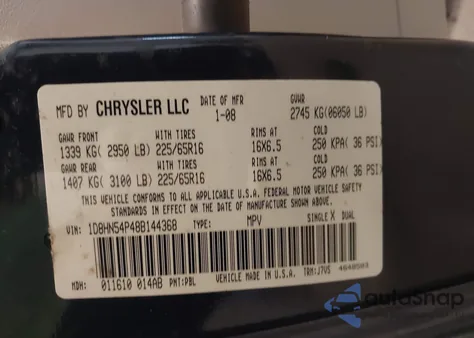 MFD BY CHRYSLER LLC DATE OF MFR 1-08 GVWR 2745 KG(06050 LB)
GAWR FRONT WITH TIRES RIMS AT COLD
1339 KG( 2950 LB) 225/65R16 16X6.5 250 KPA( 36 PSI)
GAWR REAR WITH TIRES RIMS AT COLD
1407 KG( 3100 LB) 225/65R16 16X6.5 250 KPA( 36 PSI)
THIS VEHICLE CONFORMS TO ALL APPLICABLE U.S.A. FEDERAL MOTOR VEHICLE SAFETY
STANDARDS IN EFFECT ON THE DATE OF MANUFACTURE SHOWN ABOVE.
VIN: 1D8HN54P48B144368 TYPE: MPV SINGLE X DUAL
MDH: 011610 014AB PNT:PBL VEHICLE MADE IN U.S.A. TRM:J7VS 4648503
autoSnap